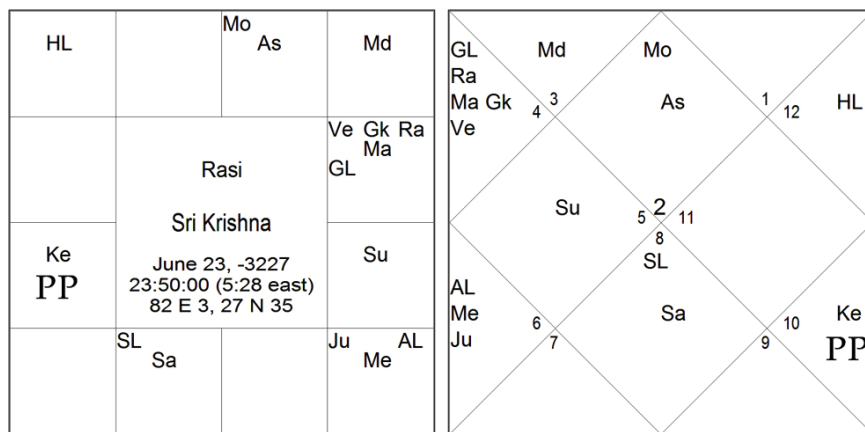 HL
Mo
As
Md
Ve Gk Ra
Ma
GL
Rasi
Sri Krishna
June 23, -3227
23:50:00 (5:28 east)
82 E 3, 27 N 35
Ke
PP
Su
SL
Sa
Ju AL
Me
GL
Ra
Ma Gk
Ve
Md
Mo
As
HL
3
4
1
12
Su
5
2
11
8
SL
AL
Me
Ju
6
7
Sa
10
9
Ke
PP